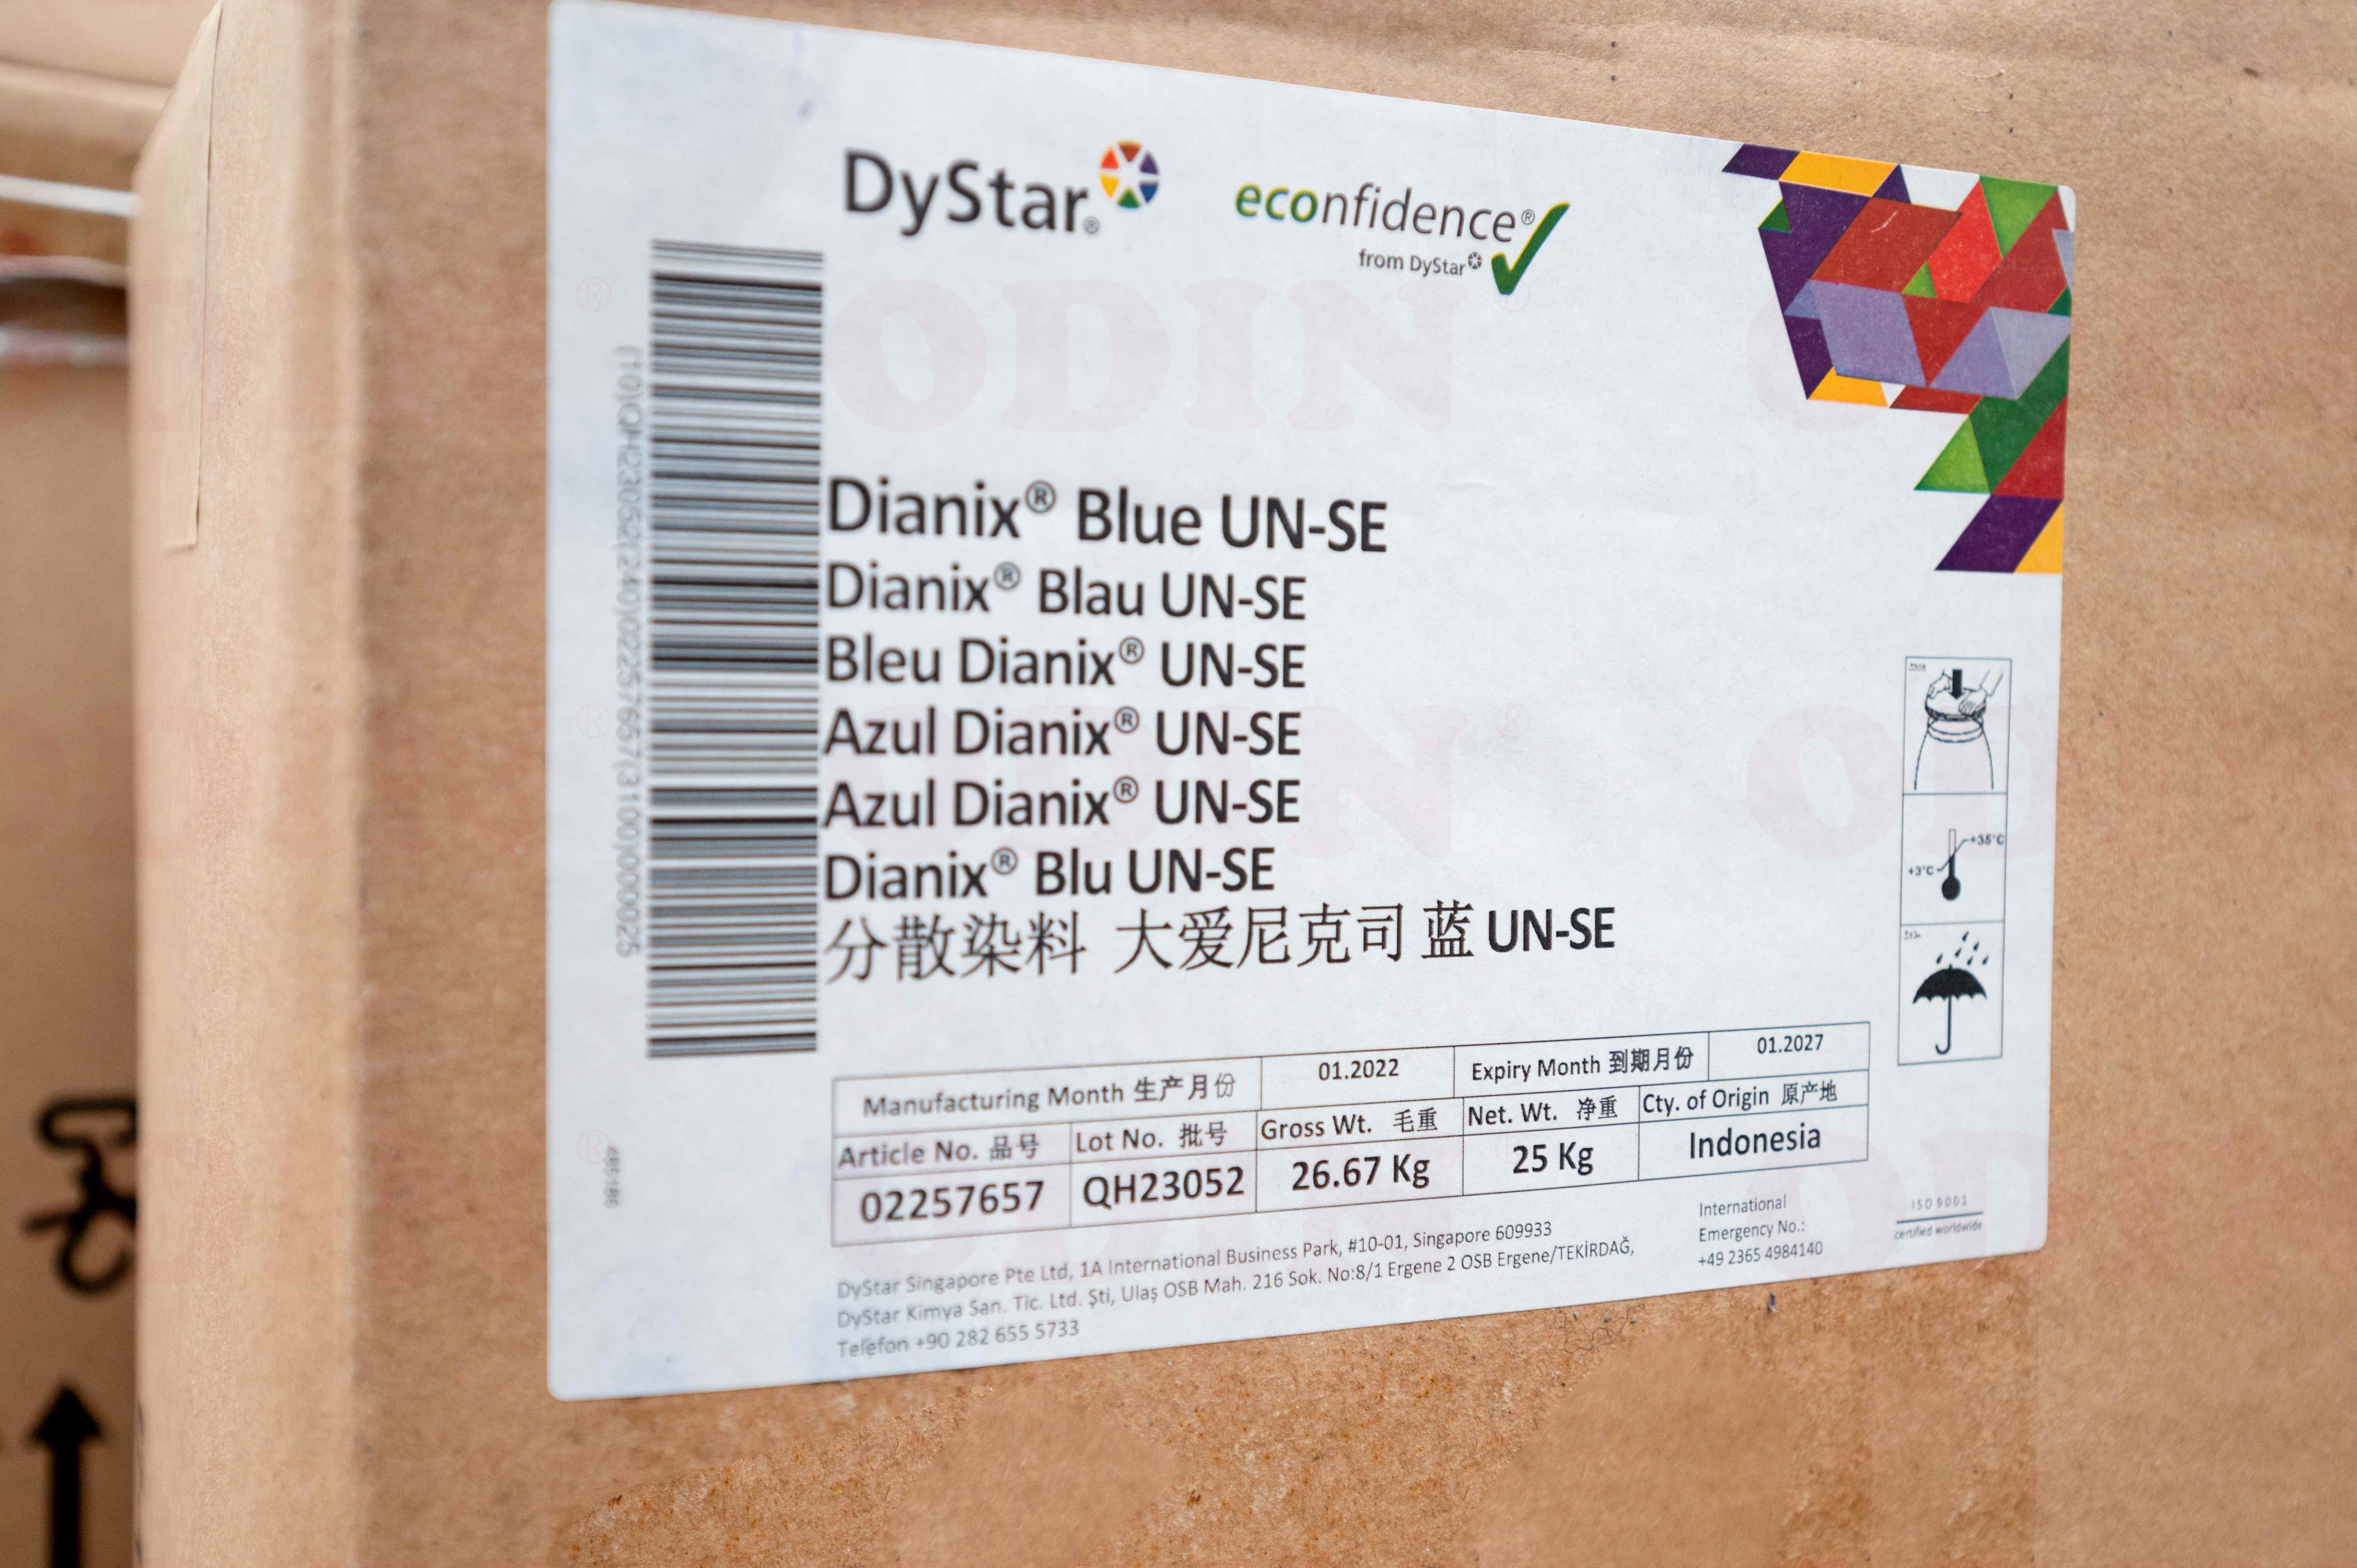 DyStar®
econfidence®
from DyStar
(10)QH23052(240)02257657(3100)000025
Dianix® Blue UN-SE
Dianix® Blau UN-SE
Bleu Dianix® UN-SE
Azul Dianix® UN-SE
Azul Dianix® UN-SE
Dianix® Blu UN-SE
分散染料 大爱尼克司 蓝 UN-SE
+35°C
+3°C
Manufacturing Month 生产月份 01.2022 Expiry Month 到期月份 01.2027
Article No. 品号 Lot No. 批号 Gross Wt. 毛重 Net. Wt. 净重 Cty. of Origin 原产地
02257657 QH23052 26.67 Kg 25 Kg Indonesia
DyStar Singapore Pte Ltd, 1A International Business Park, #10-01, Singapore 609933
DyStar Kimya San. Tic. Ltd. Şti, Ulaş OSB Mah. 216 Sok. No:8/1 Ergene 2 OSB Ergene/TEKİRDAĞ,
Telefon +90 282 655 5733
International
Emergency No.:
+49 2365 4984140
ISO 9001
certified worldwide
ODIN®